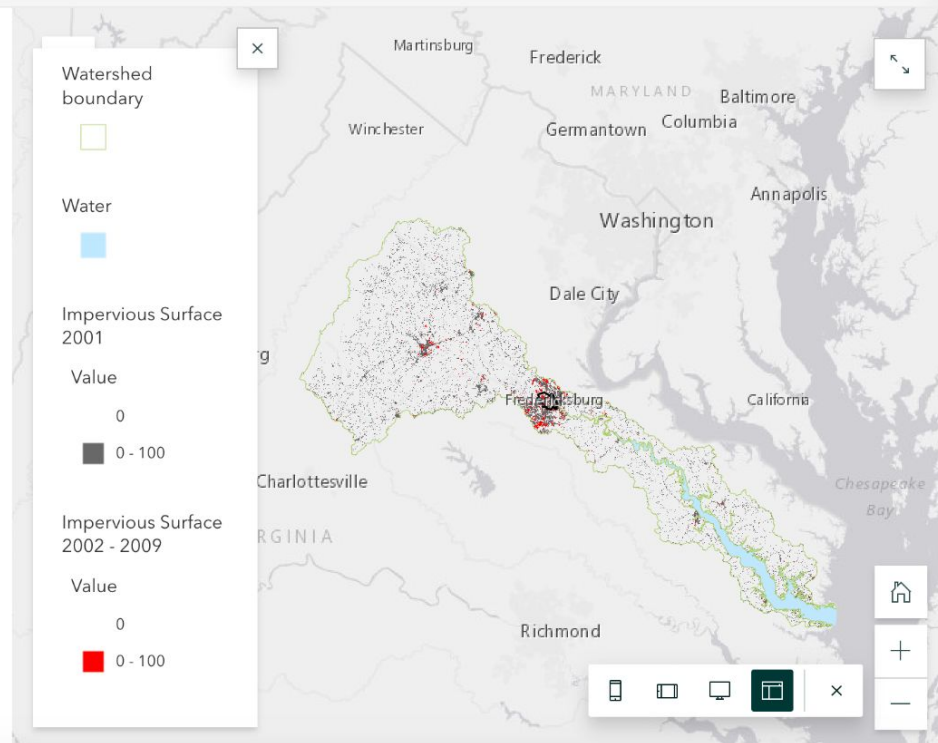 Watershed
boundary
Water
Impervious Surface
2001
Value
0
0 - 100
Impervious Surface
2002 - 2009
Value
0
0 - 100
Martinsburg
Frederick
MARYLAND
Baltimore
Columbia
Winchester
Germantown
Annapolis
Washington
Dale City
g
Fredericksburg
California
Charlottesville
Chesapeake
Bay
RGINIA
Richmond